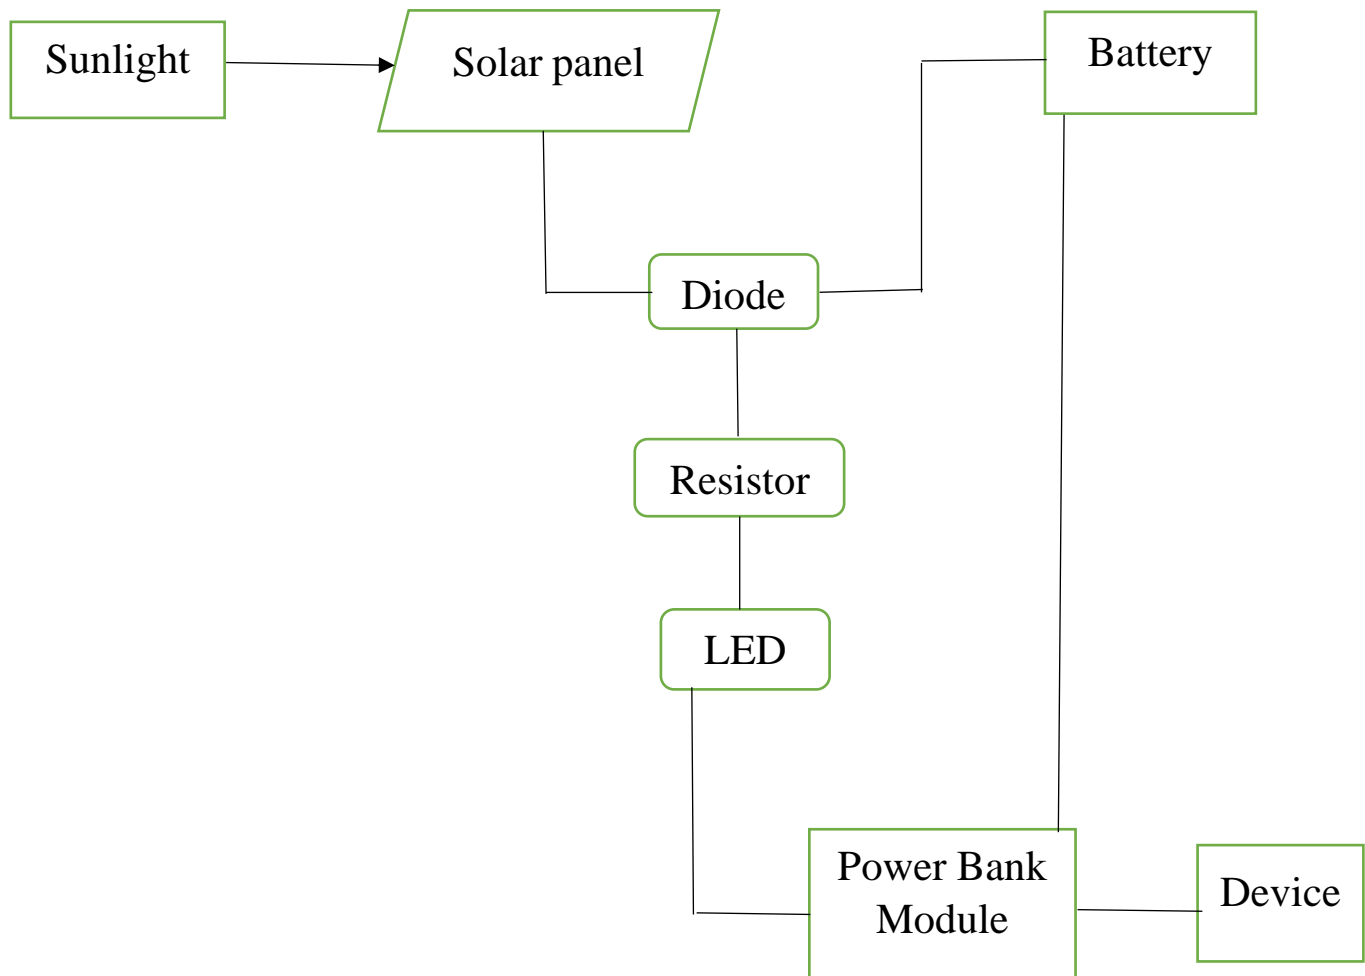 Sunlight
Solar panel
Battery
Diode
Resistor
LED
Power Bank
Module
Device